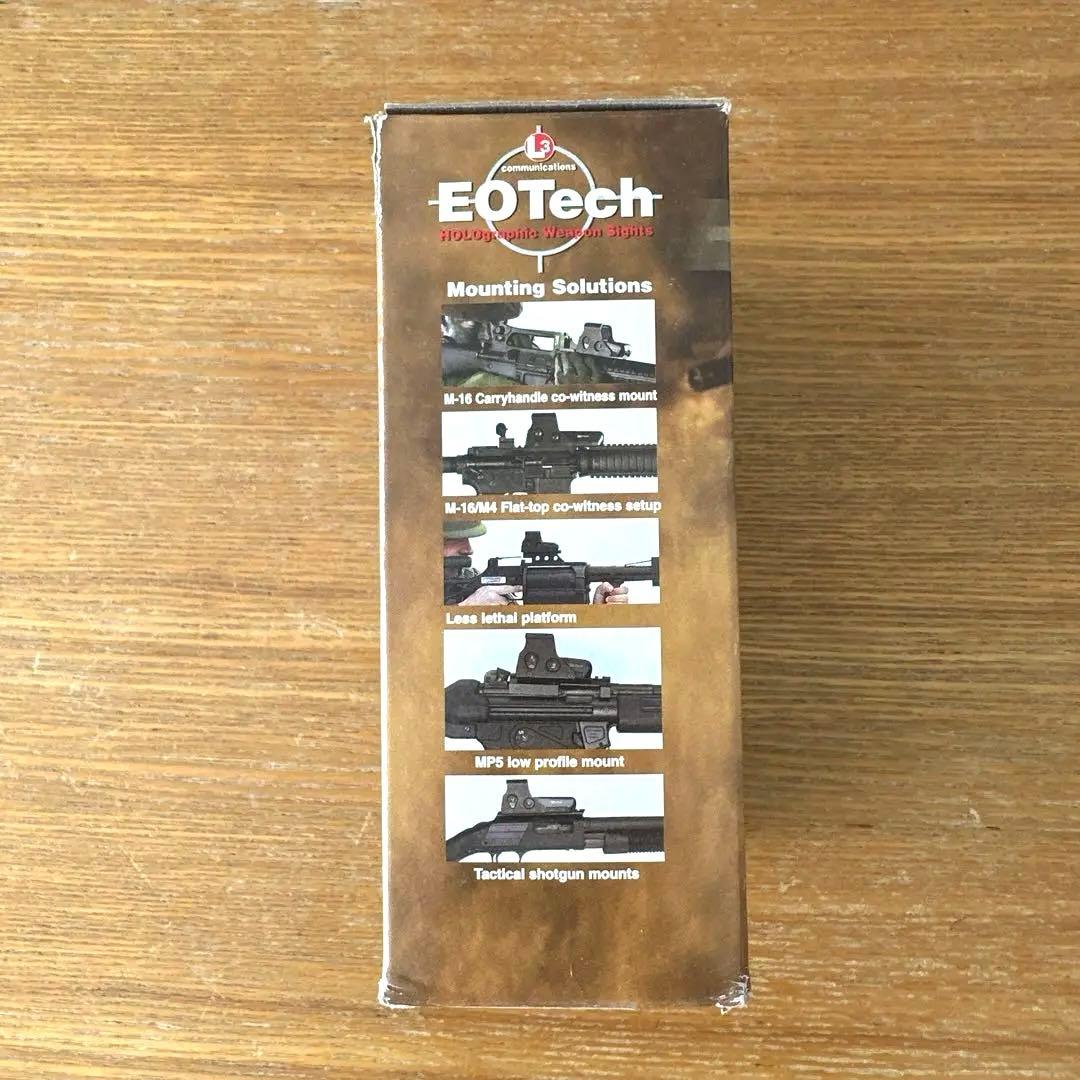 L3
communications
EOTech
HOLOgraphic Weapon Sights
Mounting Solutions
M-16 Carryhandle co-witness mount
M-16/M4 Flat-top co-witness setup
Less lethal platform
MP5 low profile mount
Tactical shotgun mounts